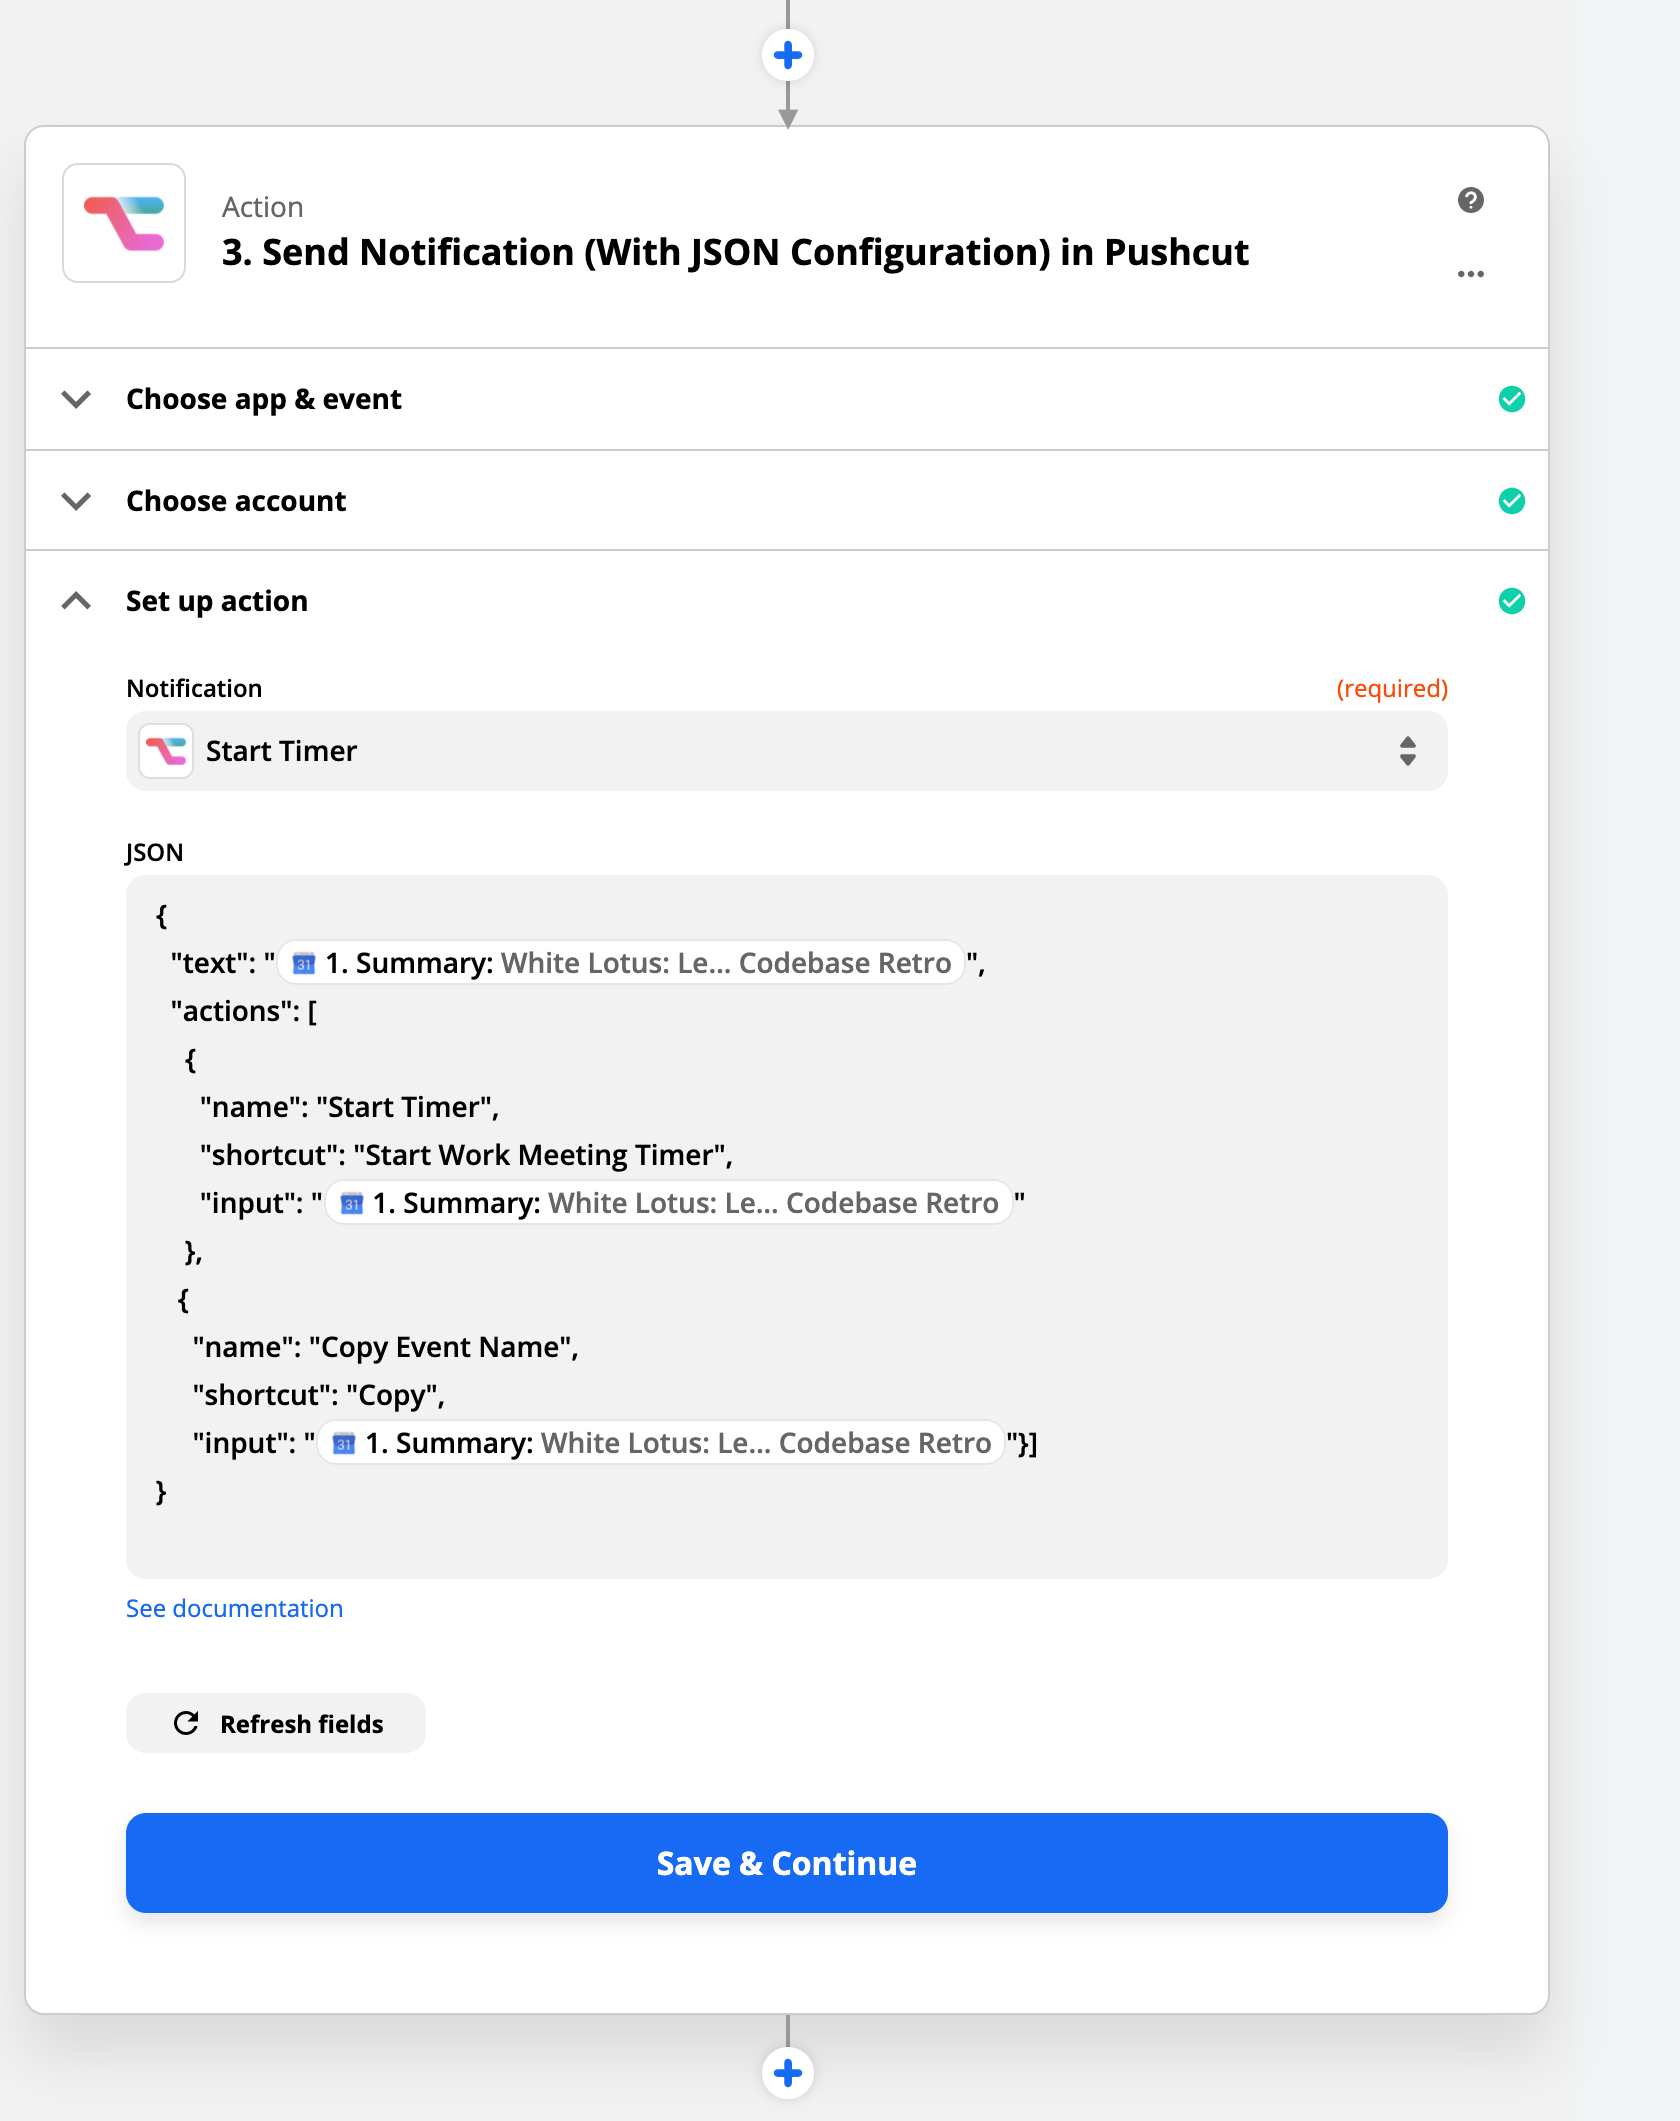 Action
3. Send Notification (With JSON Configuration) in Pushcut
Choose app & event
Choose account
Set up action
Notification
(required)
Start Timer
JSON
{
"text": "31 1. Summary: White Lotus: Le... Codebase Retro",
"actions": [
{
"name": "Start Timer",
"shortcut": "Start Work Meeting Timer",
"input": "31 1. Summary: White Lotus: Le... Codebase Retro"
},
{
"name": "Copy Event Name",
"shortcut": "Copy",
"input": "31 1. Summary: White Lotus: Le... Codebase Retro"}]
}
See documentation
Refresh fields
Save & Continue